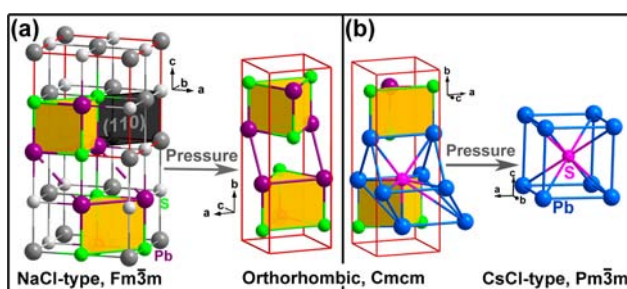 (a)
c
b
a
(110)
Pressure
S
Pb
NaCl-type, Fm3̅m
b
c
a
Orthorhombic, Cmcm
(b)
b
c
a
Pressure
S
Pb
c
a
b
CsCl-type, Pm3̅m